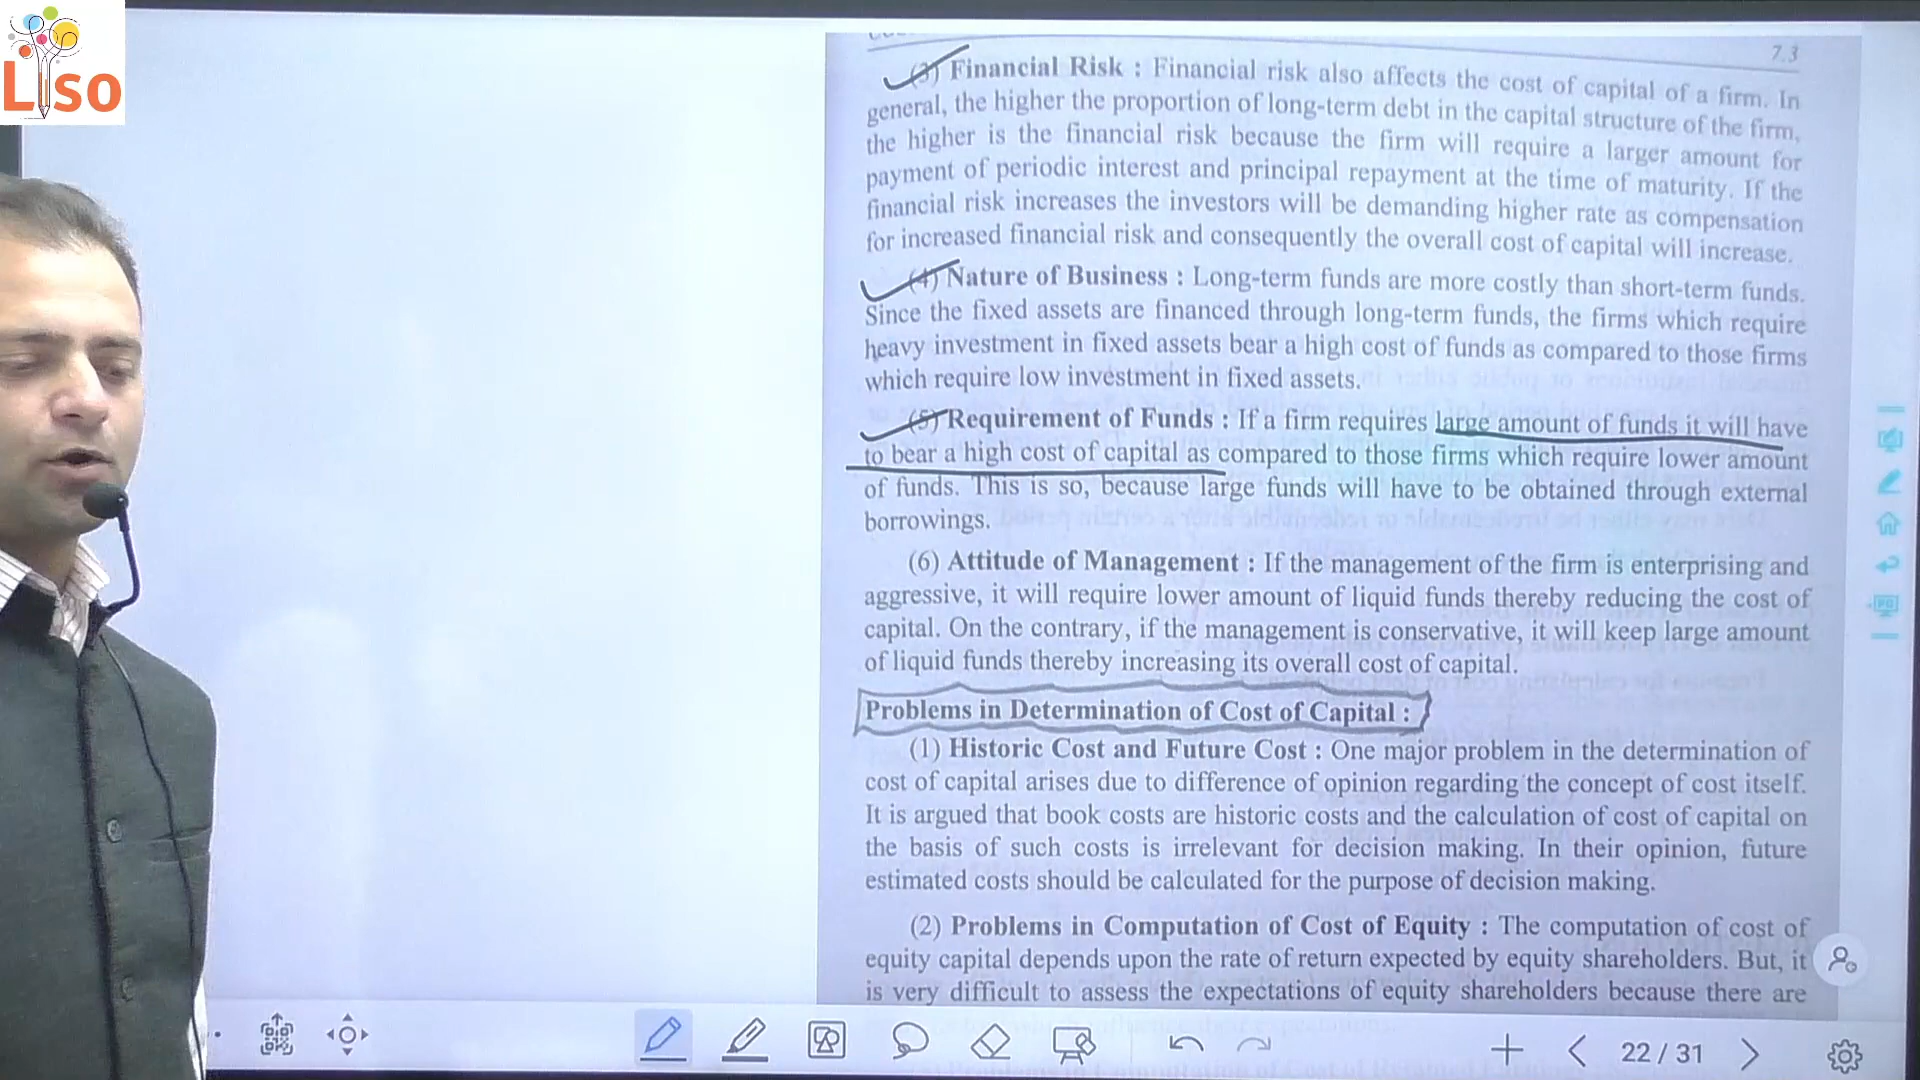 Liso
7.3
(3) Financial Risk : Financial risk also affects the cost of capital of a firm. In
general, the higher the proportion of long-term debt in the capital structure of the firm,
the higher is the financial risk because the firm will require a larger amount for
payment of periodic interest and principal repayment at the time of maturity. If the
financial risk increases the investors will be demanding higher rate as compensation
for increased financial risk and consequently the overall cost of capital will increase.
(4) Nature of Business : Long-term funds are more costly than short-term funds.
Since the fixed assets are financed through long-term funds, the firms which require
heavy investment in fixed assets bear a high cost of funds as compared to those firms
which require low investment in fixed assets.
(5) Requirement of Funds : If a firm requires large amount of funds it will have
to bear a high cost of capital as compared to those firms which require lower amount
of funds. This is so, because large funds will have to be obtained through external
borrowings.
(6) Attitude of Management : If the management of the firm is enterprising and
aggressive, it will require lower amount of liquid funds thereby reducing the cost of
capital. On the contrary, if the management is conservative, it will keep large amount
of liquid funds thereby increasing its overall cost of capital.
Problems in Determination of Cost of Capital :
(1) Historic Cost and Future Cost : One major problem in the determination of
cost of capital arises due to difference of opinion regarding the concept of cost itself.
It is argued that book costs are historic costs and the calculation of cost of capital on
the basis of such costs is irrelevant for decision making. In their opinion, future
estimated costs should be calculated for the purpose of decision making.
(2) Problems in Computation of Cost of Equity : The computation of cost of
equity capital depends upon the rate of return expected by equity shareholders. But, it
is very difficult to assess the expectations of equity shareholders because there are
22 / 31